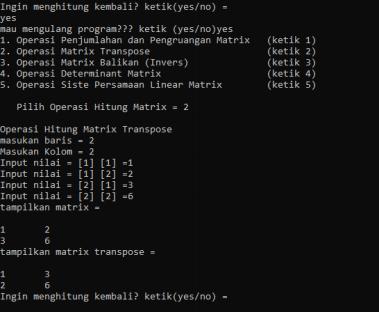 Ingin menghitung kembali? ketik(yes/no) =
yes
mau mengulang program??? ketik (yes/no)yes
1. Operasi Penjumlahan dan Pengruangan Matrix (ketik 1)
2. Operasi Matrix Transpose (ketik 2)
3. Operasi Matrix Balikan (Invers) (ketik 3)
4. Operasi Determinant Matrix (ketik 4)
5. Operasi Siste Persamaan Linear Matrix (ketik 5)
Pilih Operasi Hitung Matrix = 2
Operasi Hitung Matrix Transpose
masukan baris = 2
Masukan Kolom = 2
Input nilai = [1] [1] =1
Input nilai = [1] [2] =2
Input nilai = [2] [1] =3
Input nilai = [2] [2] =6
tampilkan matrix =
1 2
3 6
tampilkan matrix transpose =
1 3
2 6
Ingin menghitung kembali? ketik(yes/no) =